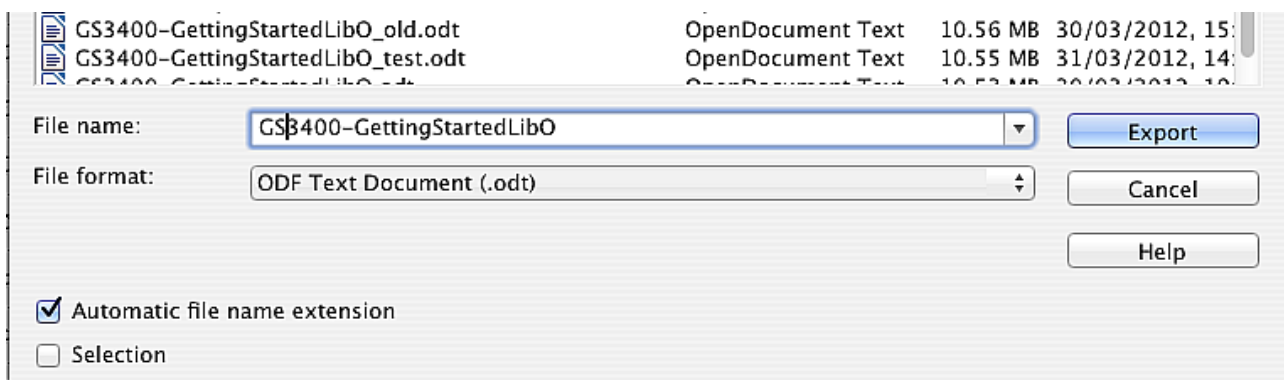 GS3400-GettingStartedLibO_old.odt OpenDocument Text 10.56 MB 30/03/2012, 15:
GS3400-GettingStartedLibO_test.odt OpenDocument Text 10.55 MB 31/03/2012, 14:
File name: GS3400-GettingStartedLibO Export
File format: ODF Text Document (.odt) Cancel
Help
Automatic file name extension
Selection